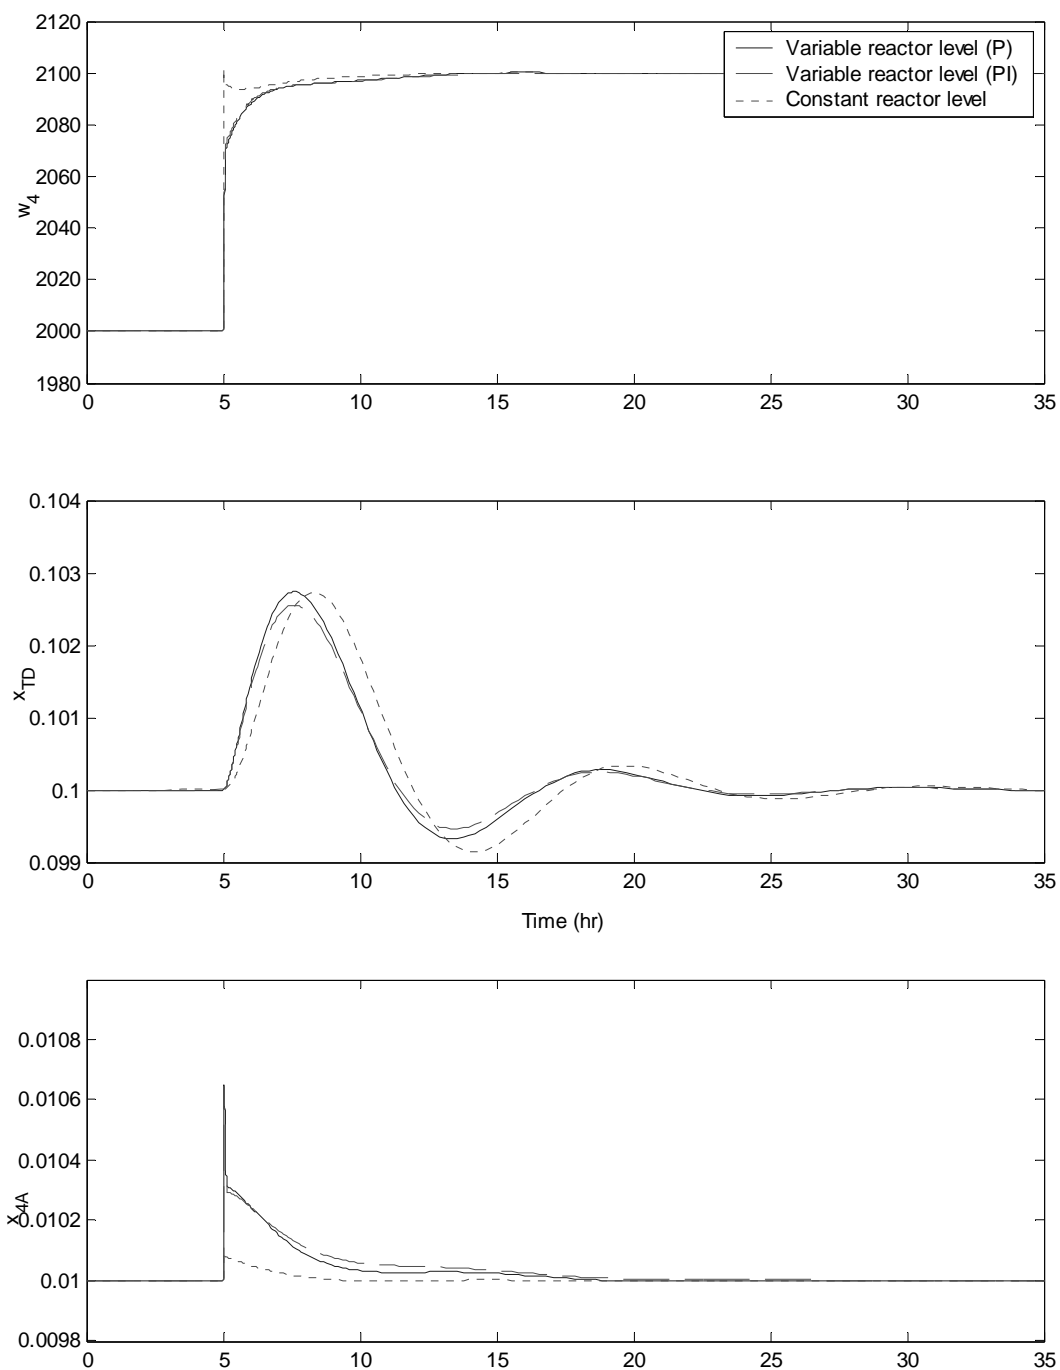 2120
2100
2080
2060
2040
2020
2000
1980
w4
0 5 10 15 20 25 30 35
Variable reactor level (P)
Variable reactor level (PI)
Constant reactor level
0.104
0.103
0.102
0.101
0.1
0.099
xTD
0 5 10 15 20 25 30 35
Time (hr)
0.0108
0.0106
0.0104
0.0102
0.01
0.0098
x4A
0 5 10 15 20 25 30 35